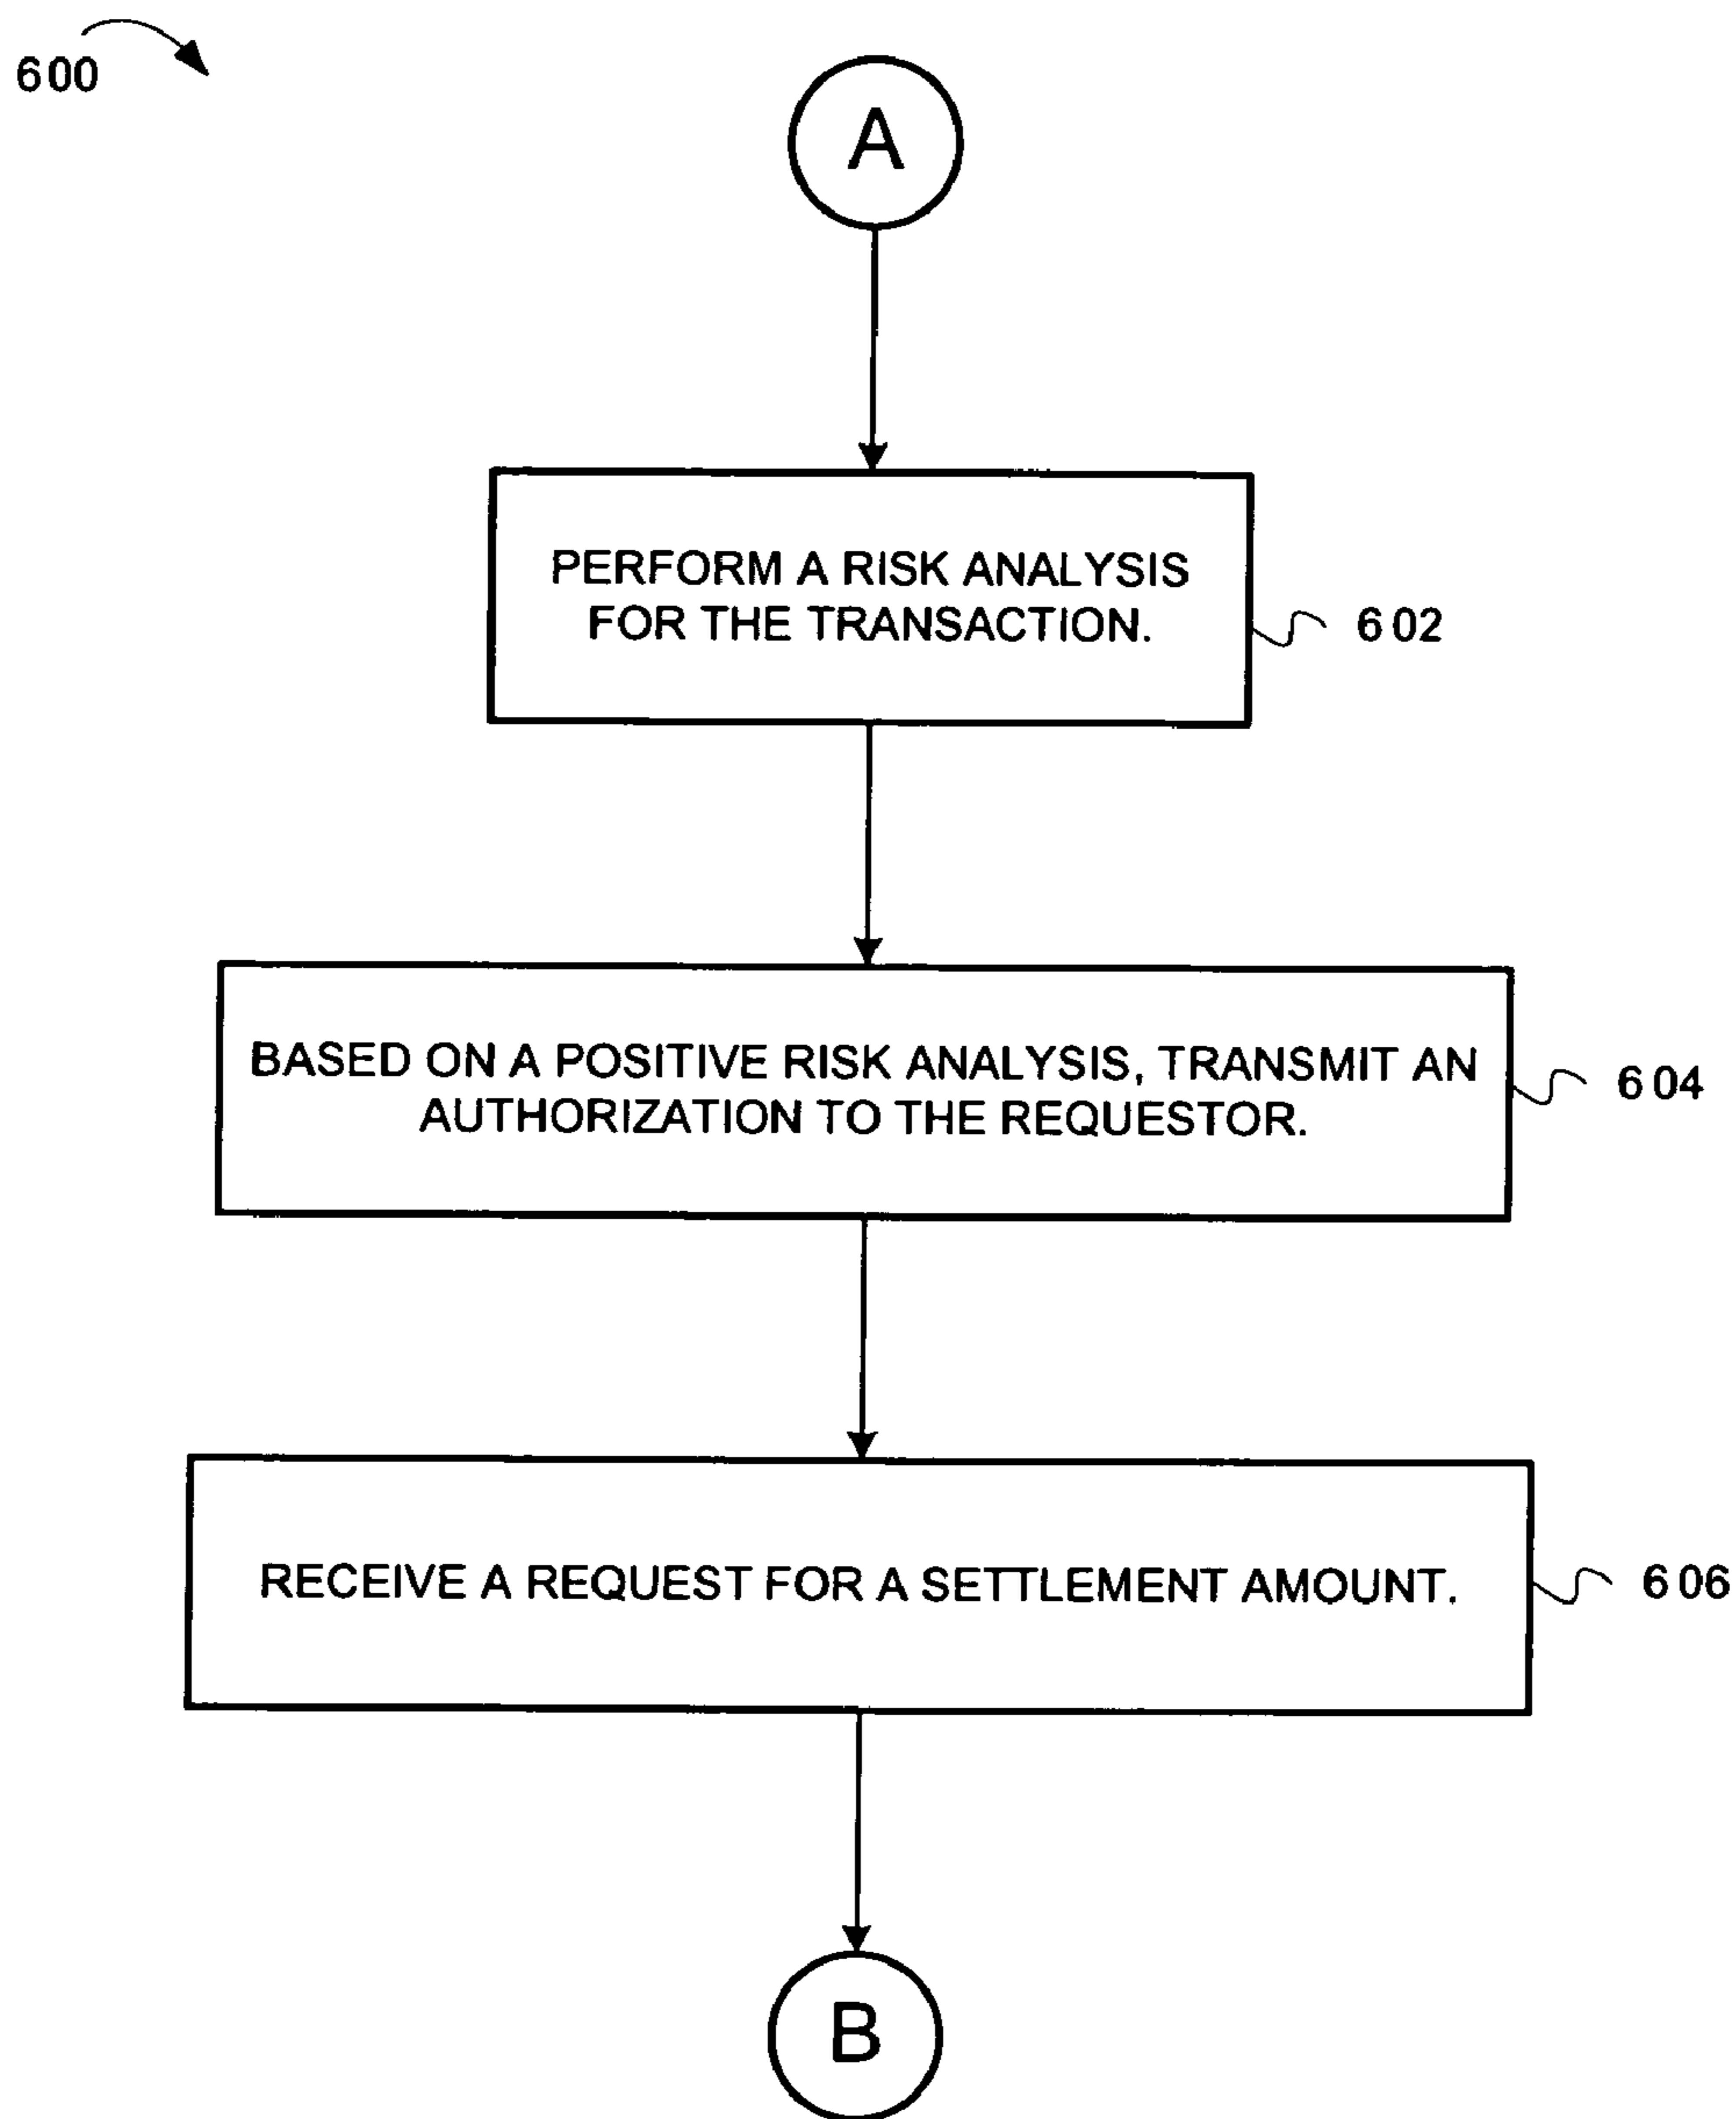 600
A
PERFORM A RISK ANALYSIS
FOR THE TRANSACTION.
602
BASED ON A POSITIVE RISK ANALYSIS, TRANSMIT AN
AUTHORIZATION TO THE REQUESTOR.
604
RECEIVE A REQUEST FOR A SETTLEMENT AMOUNT.
606
B